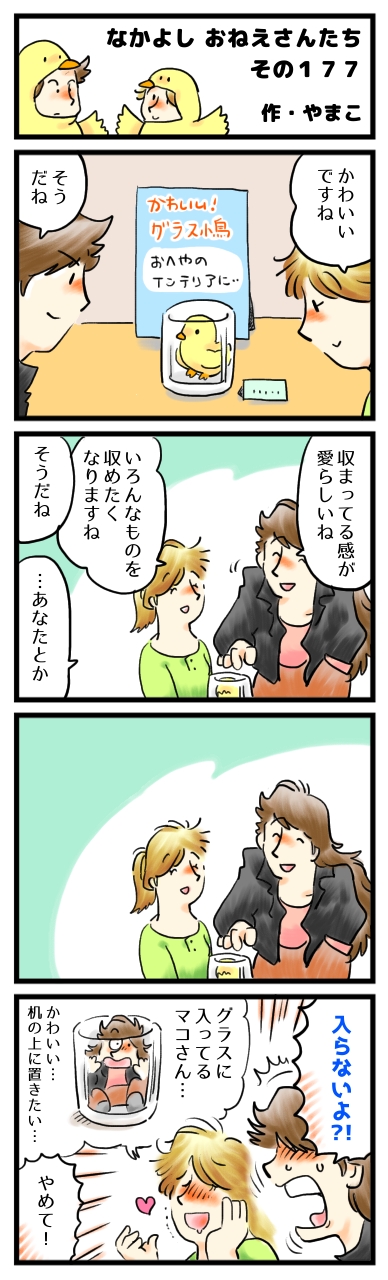 なかよし おねえさんたち
その１７７
作・やまこ
かわいい
ですね
そう
だね
かわいい!
グラス小鳥
おへやの
インテリアに…
収まってる感が
愛らしいね
いろんなものを
収めたく
なりますね
そうだね
…あなたとか
入らないよ?!
グラスに
入ってる
マコさん…
かわいい…
机の上に置きたい…
やめて!